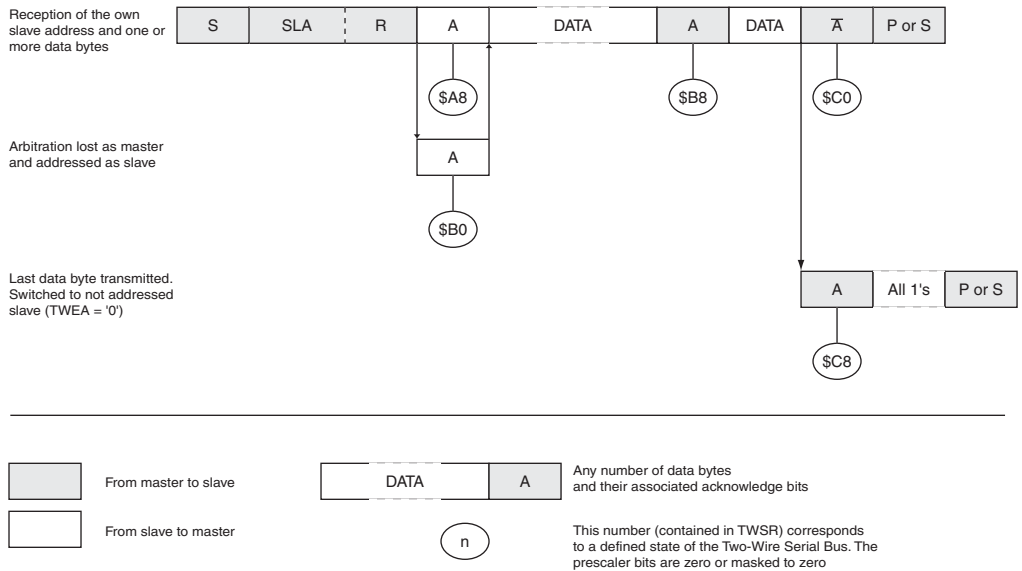 Reception of the own
slave address and one or
more data bytes
S SLA R A DATA A DATA A̅ P or S
$A8 $B8 $C0
Arbitration lost as master
and addressed as slave
A
$B0
Last data byte transmitted.
Switched to not addressed
slave (TWEA = '0')
A All 1's P or S
$C8
From master to slave
From slave to master
DATA A
Any number of data bytes
and their associated acknowledge bits
n
This number (contained in TWSR) corresponds
to a defined state of the Two-Wire Serial Bus. The
prescaler bits are zero or masked to zero